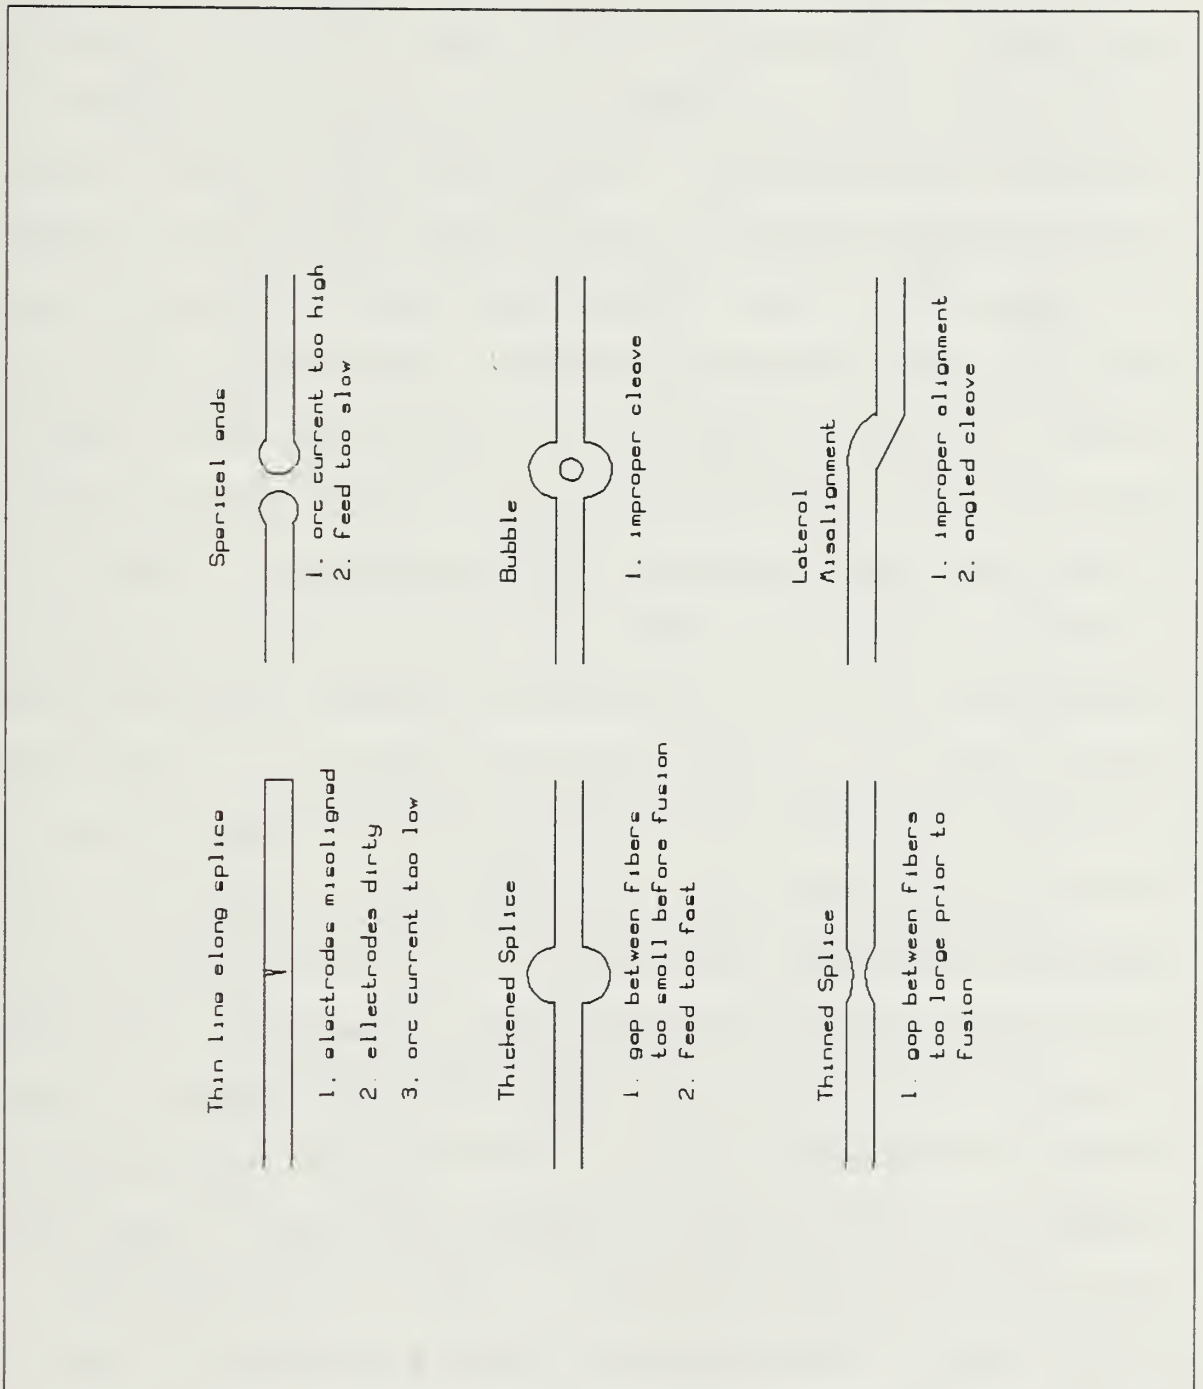 Thin line along splice
1. electrodes misaligned
2. ellectrodes dirty
3. arc current too low
Sperical ends
1. arc current too high
2. feed too slow
Thickened Splice
1. gap between fibers
too small before fusion
2. feed too fast
Bubble
1. improper cleave
Thinned Splice
1. gap between fibers
too large prior to
fusion
Lateral
Misalignment
1. improper alignment
2. angled cleave